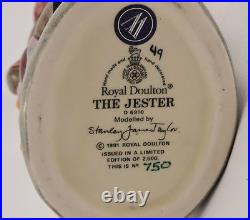 49
Royal Doulton®
THE JESTER
D 6910
Modelled by
Stanley James Taylor
© 1991 ROYAL DOULTON
ISSUED IN A LIMITED
EDITION OF 2,500.
THIS IS Nº 750